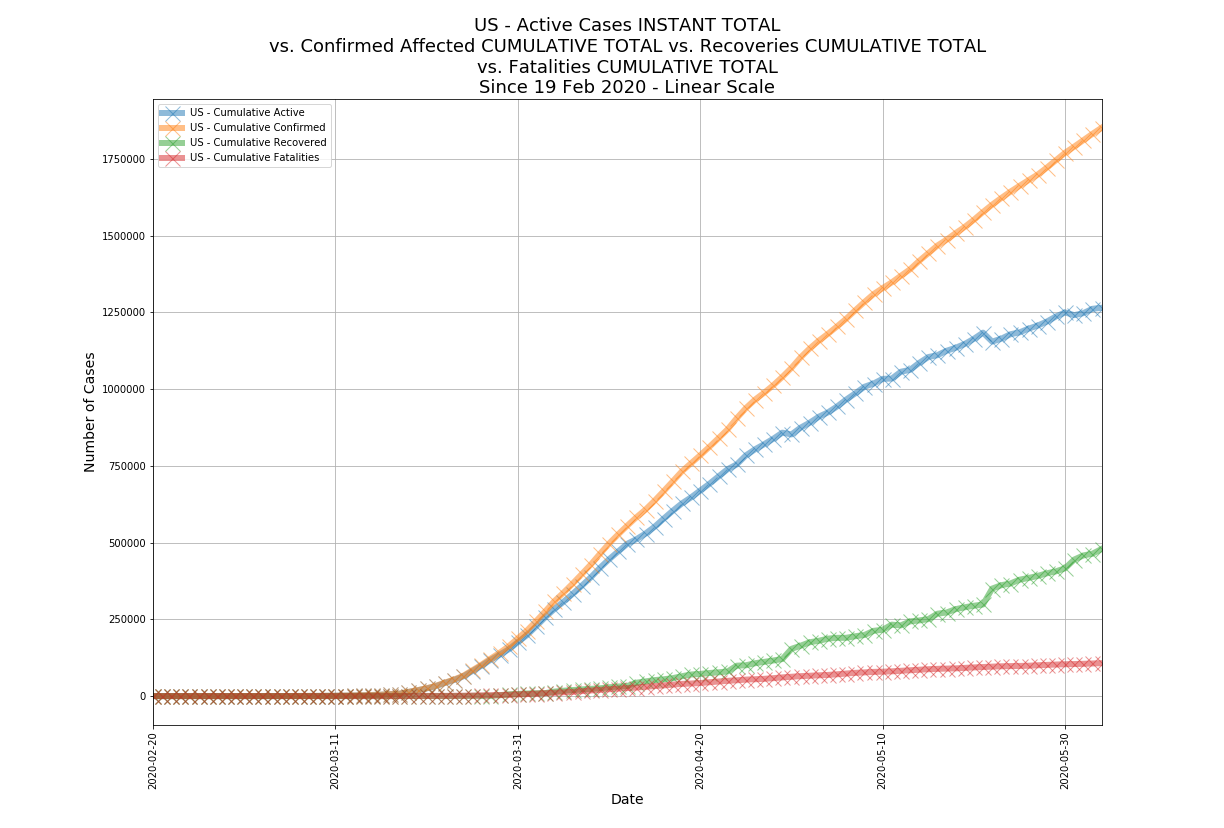 US - Active Cases INSTANT TOTAL
vs. Confirmed Affected CUMULATIVE TOTAL vs. Recoveries CUMULATIVE TOTAL
vs. Fatalities CUMULATIVE TOTAL
Since 19 Feb 2020 - Linear Scale
US - Cumulative Active
US - Cumulative Confirmed
US - Cumulative Recovered
US - Cumulative Fatalities
Number of Cases
1750000
1500000
1250000
1000000
750000
500000
250000
0
2020-02-20
2020-03-11
2020-03-31
2020-04-20
2020-05-10
2020-05-30
Date